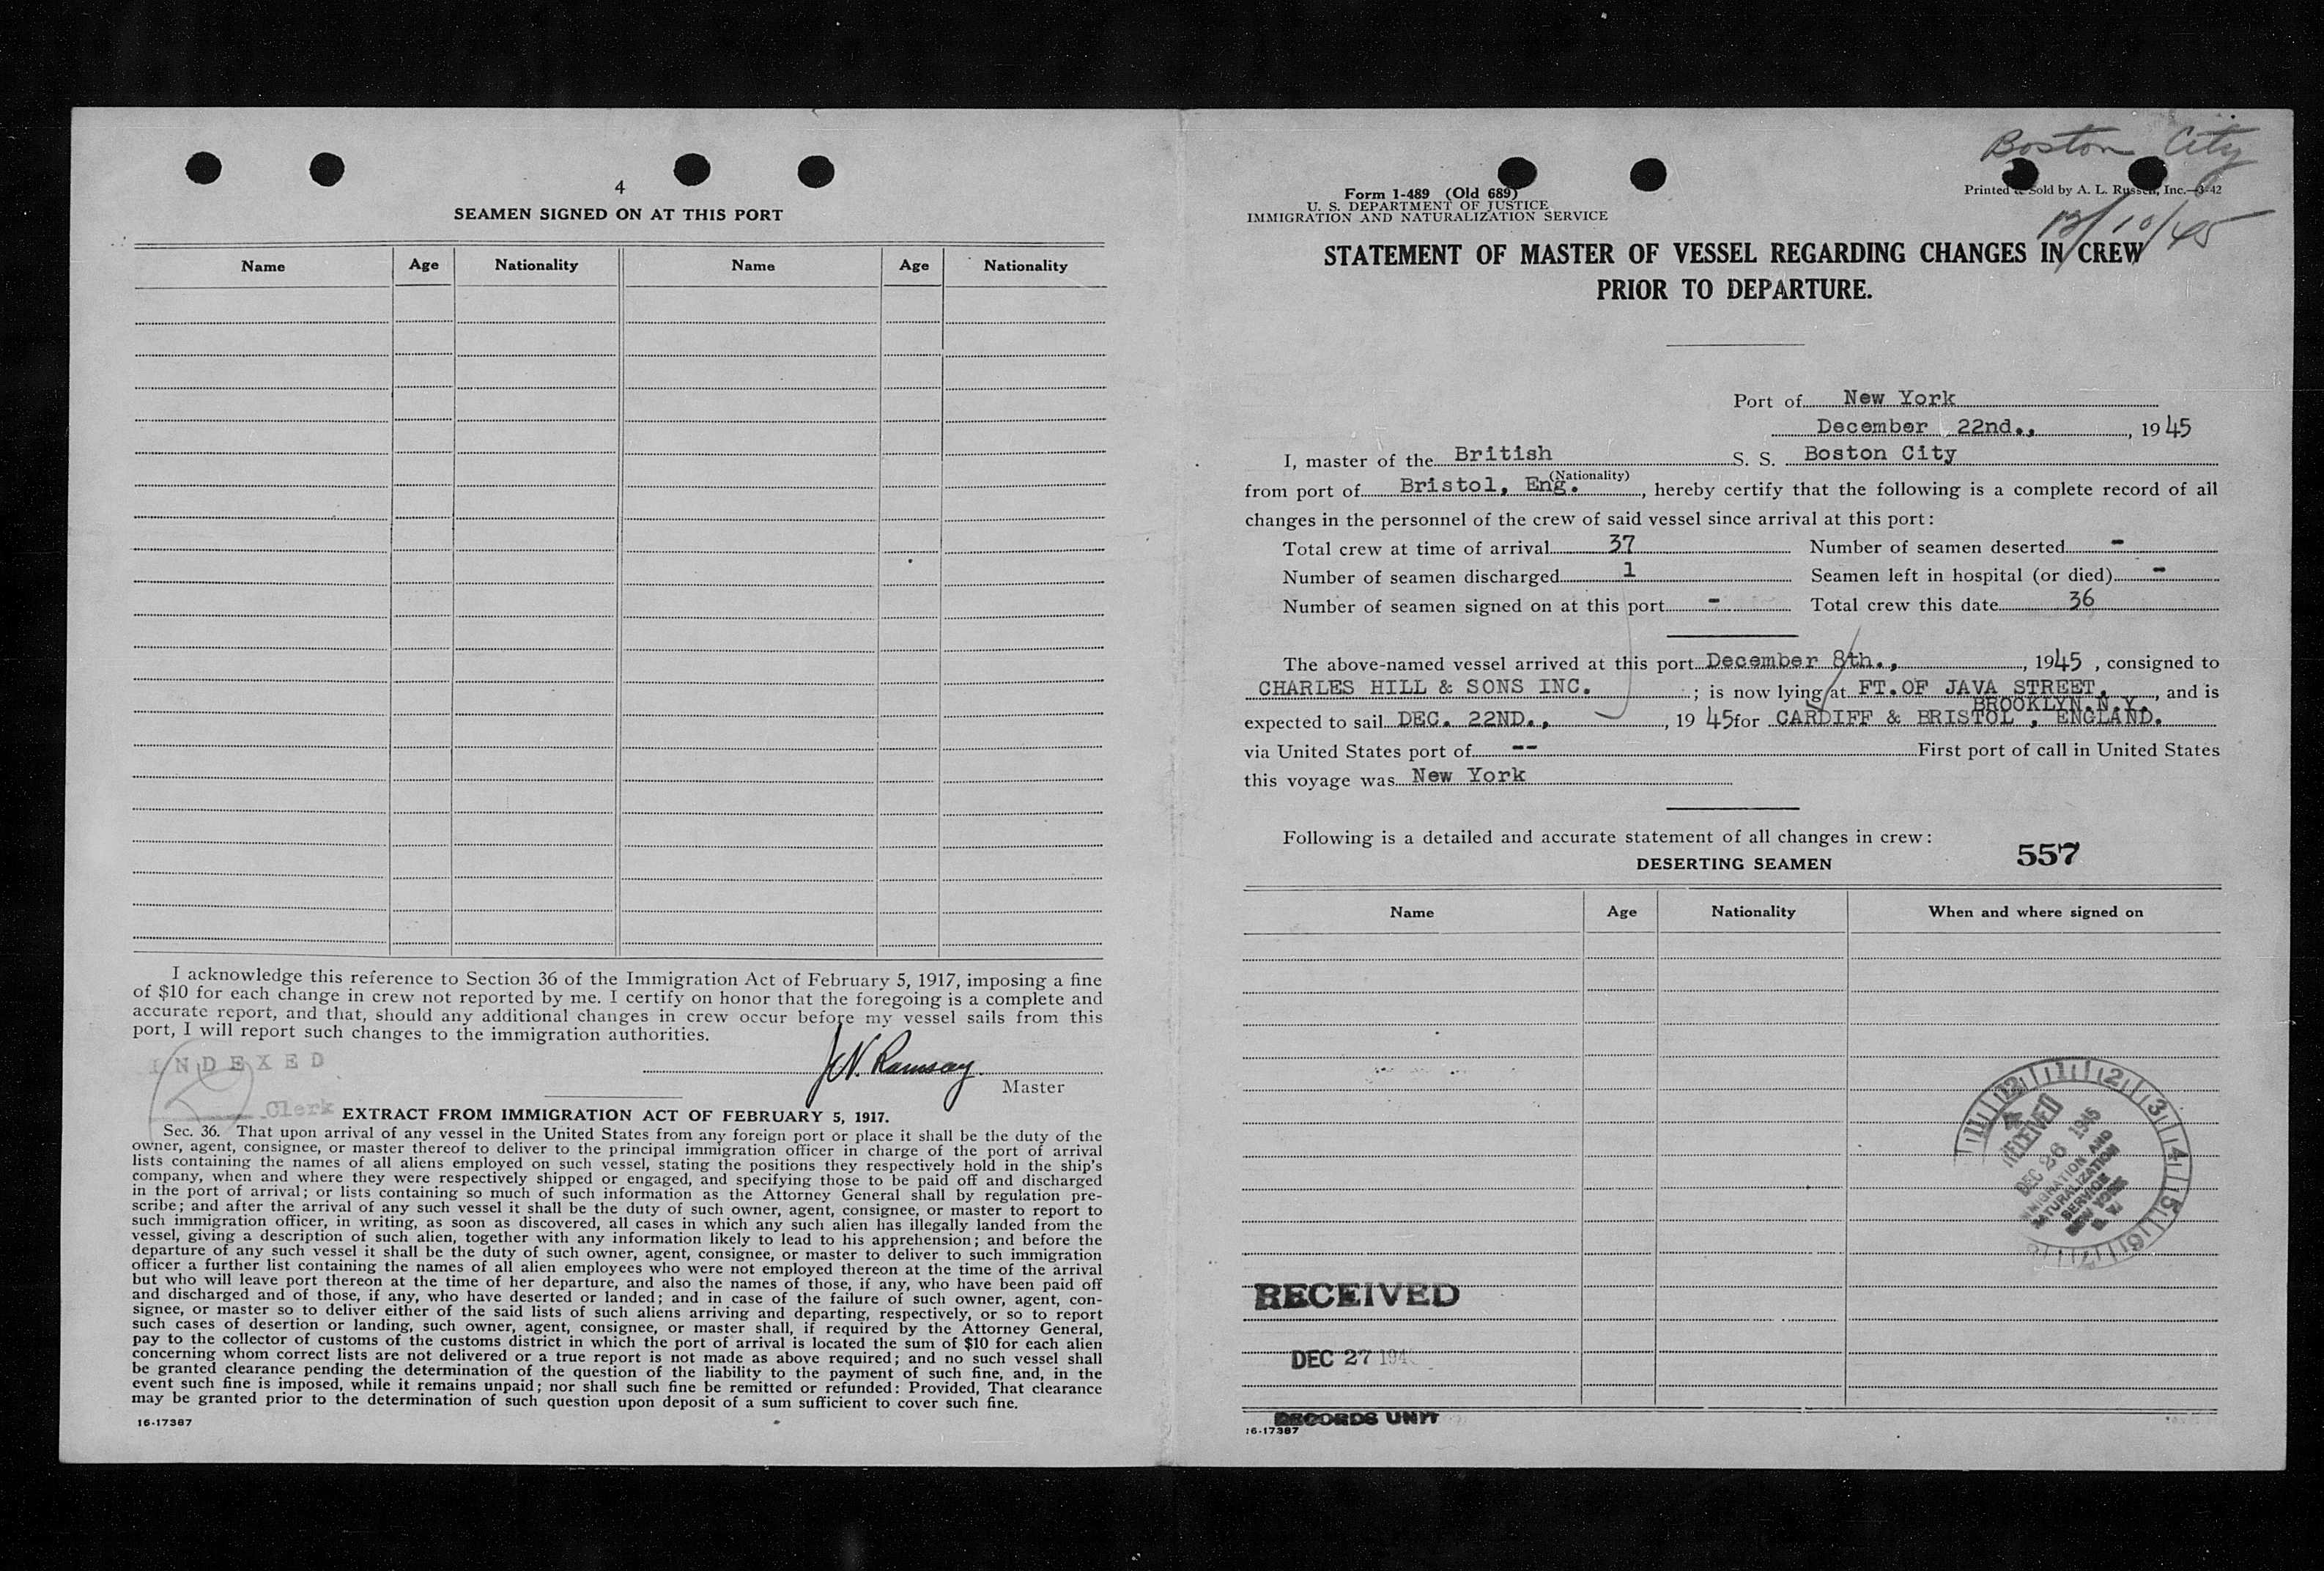 4
SEAMEN SIGNED ON AT THIS PORT
Name Age Nationality Name Age Nationality
I acknowledge this reference to Section 36 of the Immigration Act of February 5, 1917, imposing a fine
of $10 for each change in crew not reported by me. I certify on honor that the foregoing is a complete and
accurate report, and that, should any additional changes in crew occur before my vessel sails from this
port, I will report such changes to the immigration authorities.
INDEXED
J.N. Ramsay.
Master
Clerk
EXTRACT FROM IMMIGRATION ACT OF FEBRUARY 5, 1917.
Sec. 36. That upon arrival of any vessel in the United States from any foreign port or place it shall be the duty of the
owner, agent, consignee, or master thereof to deliver to the principal immigration officer in charge of the port of arrival
lists containing the names of all aliens employed on such vessel, stating the positions they respectively hold in the ship's
company, when and where they were respectively shipped or engaged, and specifying those to be paid off and discharged
in the port of arrival; or lists containing so much of such information as the Attorney General shall by regulation pre-
scribe; and after the arrival of any such vessel it shall be the duty of such owner, agent, consignee, or master to report to
such immigration officer, in writing, as soon as discovered, all cases in which any such alien has illegally landed from the
vessel, giving a description of such alien, together with any information likely to lead to his apprehension; and before the
departure of any such vessel it shall be the duty of such owner, agent, consignee, or master to deliver to such immigration
officer a further list containing the names of all alien employees who were not employed thereon at the time of the arrival
but who will leave port thereon at the time of her departure, and also the names of those, if any, who have been paid off
and discharged and of those, if any, who have deserted or landed; and in case of the failure of such owner, agent, con-
signee, or master so to deliver either of the said lists of such aliens arriving and departing, respectively, or so to report
such cases of desertion or landing, such owner, agent, consignee, or master shall, if required by the Attorney General,
pay to the collector of customs of the customs district in which the port of arrival is located the sum of $10 for each alien
concerning whom correct lists are not delivered or a true report is not made as above required; and no such vessel shall
be granted clearance pending the determination of the question of the liability to the payment of such fine, and, in the
event such fine is imposed, while it remains unpaid; nor shall such fine be remitted or refunded: Provided, That clearance
may be granted prior to the determination of such question upon deposit of a sum sufficient to cover such fine.
16-17387
Boston City
12/10/45
Form 1-489 (Old 689)
U. S. DEPARTMENT OF JUSTICE
IMMIGRATION AND NATURALIZATION SERVICE
Printed & Sold by A. L. Russell, Inc.—3-42
STATEMENT OF MASTER OF VESSEL REGARDING CHANGES IN CREW
PRIOR TO DEPARTURE.
Port of New York
December 22nd., , 1945
I, master of the British S. S. Boston City
(Nationality)
from port of Bristol, Eng. , hereby certify that the following is a complete record of all
changes in the personnel of the crew of said vessel since arrival at this port:
Total crew at time of arrival 37 Number of seamen deserted -
Number of seamen discharged 1 Seamen left in hospital (or died) -
Number of seamen signed on at this port - Total crew this date 36
The above-named vessel arrived at this port December 8th., , 1945 , consigned to
CHARLES HILL & SONS INC. ; is now lying at FT.OF JAVA STREET, , and is
BROOKLYN.N.Y.
expected to sail DEC. 22ND., , 19 45 for CARDIFF & BRISTOL , ENGLAND.
via United States port of -- First port of call in United States
this voyage was New York
Following is a detailed and accurate statement of all changes in crew:
557
DESERTING SEAMEN
Name Age Nationality When and where signed on
RECEIVED
DEC 26 1945
IMMIGRATION AND
NATURALIZATION
SERVICE
NEW YORK
N. Y.
RECEIVED
DEC 27 194
RECORDS UNIT
16-17387